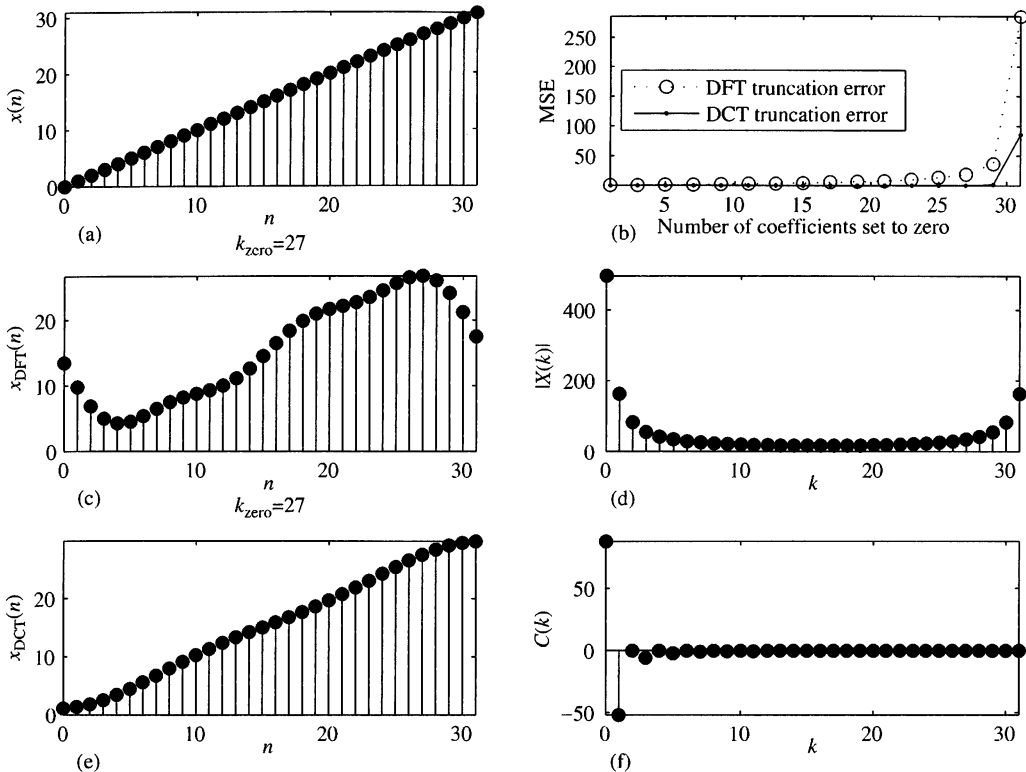 30
20
10
0
x(n)
0
10
20
30
n
(a)
k_zero=27
250
200
150
100
50
MSE
DFT truncation error
DCT truncation error
5
10
15
20
25
30
Number of coefficients set to zero
(b)
20
10
0
x_DFT(n)
0
10
20
30
n
(c)
k_zero=27
400
200
0
|X(k)|
0
10
20
30
k
(d)
20
10
0
x_DCT(n)
0
10
20
30
n
(e)
50
0
−50
C(k)
0
10
20
30
k
(f)